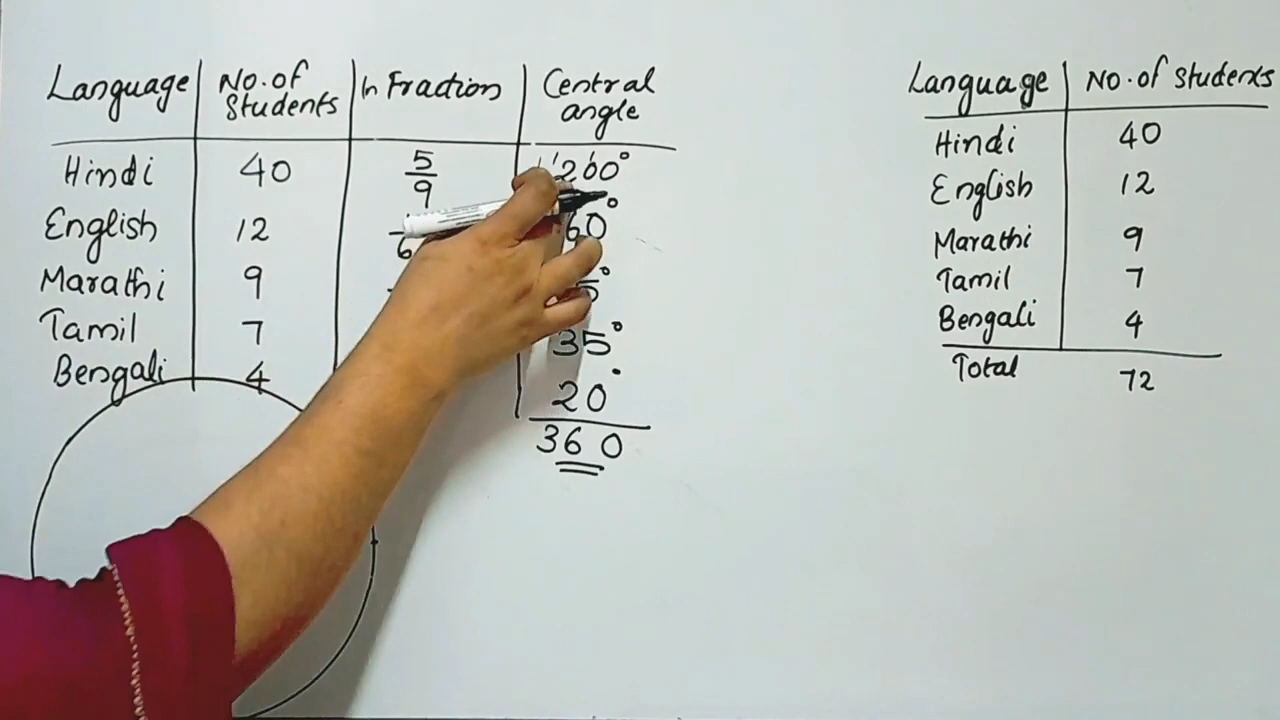 Language No. of Students In Fraction Central angle
Hindi 40 5/9 260°
English 12 60°
Marathi 9
Tamil 7 35°
Bengali 4 20°
360
Language No. of Students
Hindi 40
English 12
Marathi 9
Tamil 7
Bengali 4
Total 72